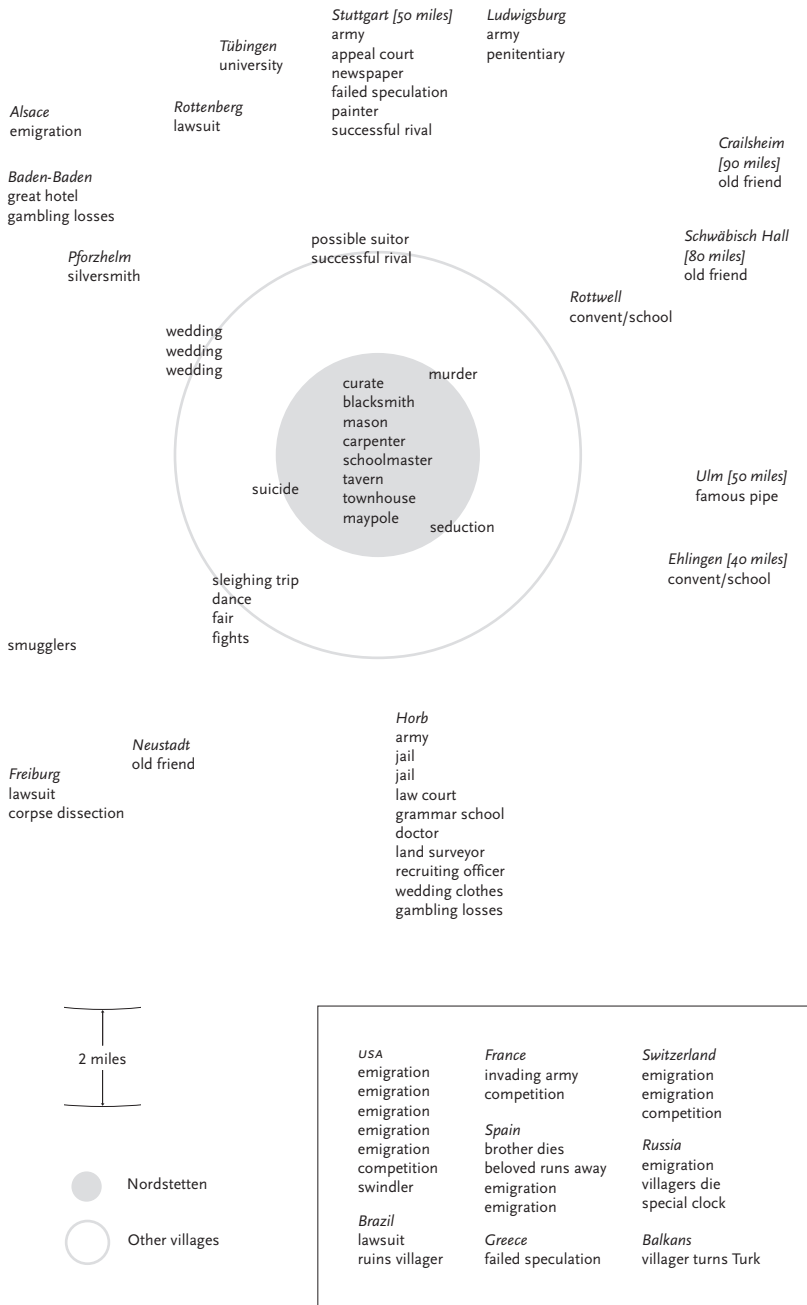 Stuttgart [50 miles]
army
appeal court
newspaper
failed speculation
painter
successful rival
Ludwigsburg
army
penitentiary
Tübingen
university
Alsace
emigration
Rottenberg
lawsuit
Crailsheim
[90 miles]
old friend
Baden-Baden
great hotel
gambling losses
Pforzhelm
silversmith
possible suitor
successful rival
Schwäbisch Hall
[80 miles]
old friend
Rottwell
convent/school
wedding
wedding
wedding
murder
curate
blacksmith
mason
carpenter
schoolmaster
tavern
townhouse
maypole
suicide
seduction
Ulm [50 miles]
famous pipe
Ehlingen [40 miles]
convent/school
sleighing trip
dance
fair
fights
smugglers
Neustadt
old friend
Freiburg
lawsuit
corpse dissection
Horb
army
jail
jail
law court
grammar school
doctor
land surveyor
recruiting officer
wedding clothes
gambling losses
2 miles
Nordstetten
Other villages
USA
emigration
emigration
emigration
emigration
emigration
competition
swindler
Brazil
lawsuit
ruins villager
France
invading army
competition
Spain
brother dies
beloved runs away
emigration
emigration
Greece
failed speculation
Switzerland
emigration
emigration
competition
Russia
emigration
villagers die
special clock
Balkans
villager turns Turk